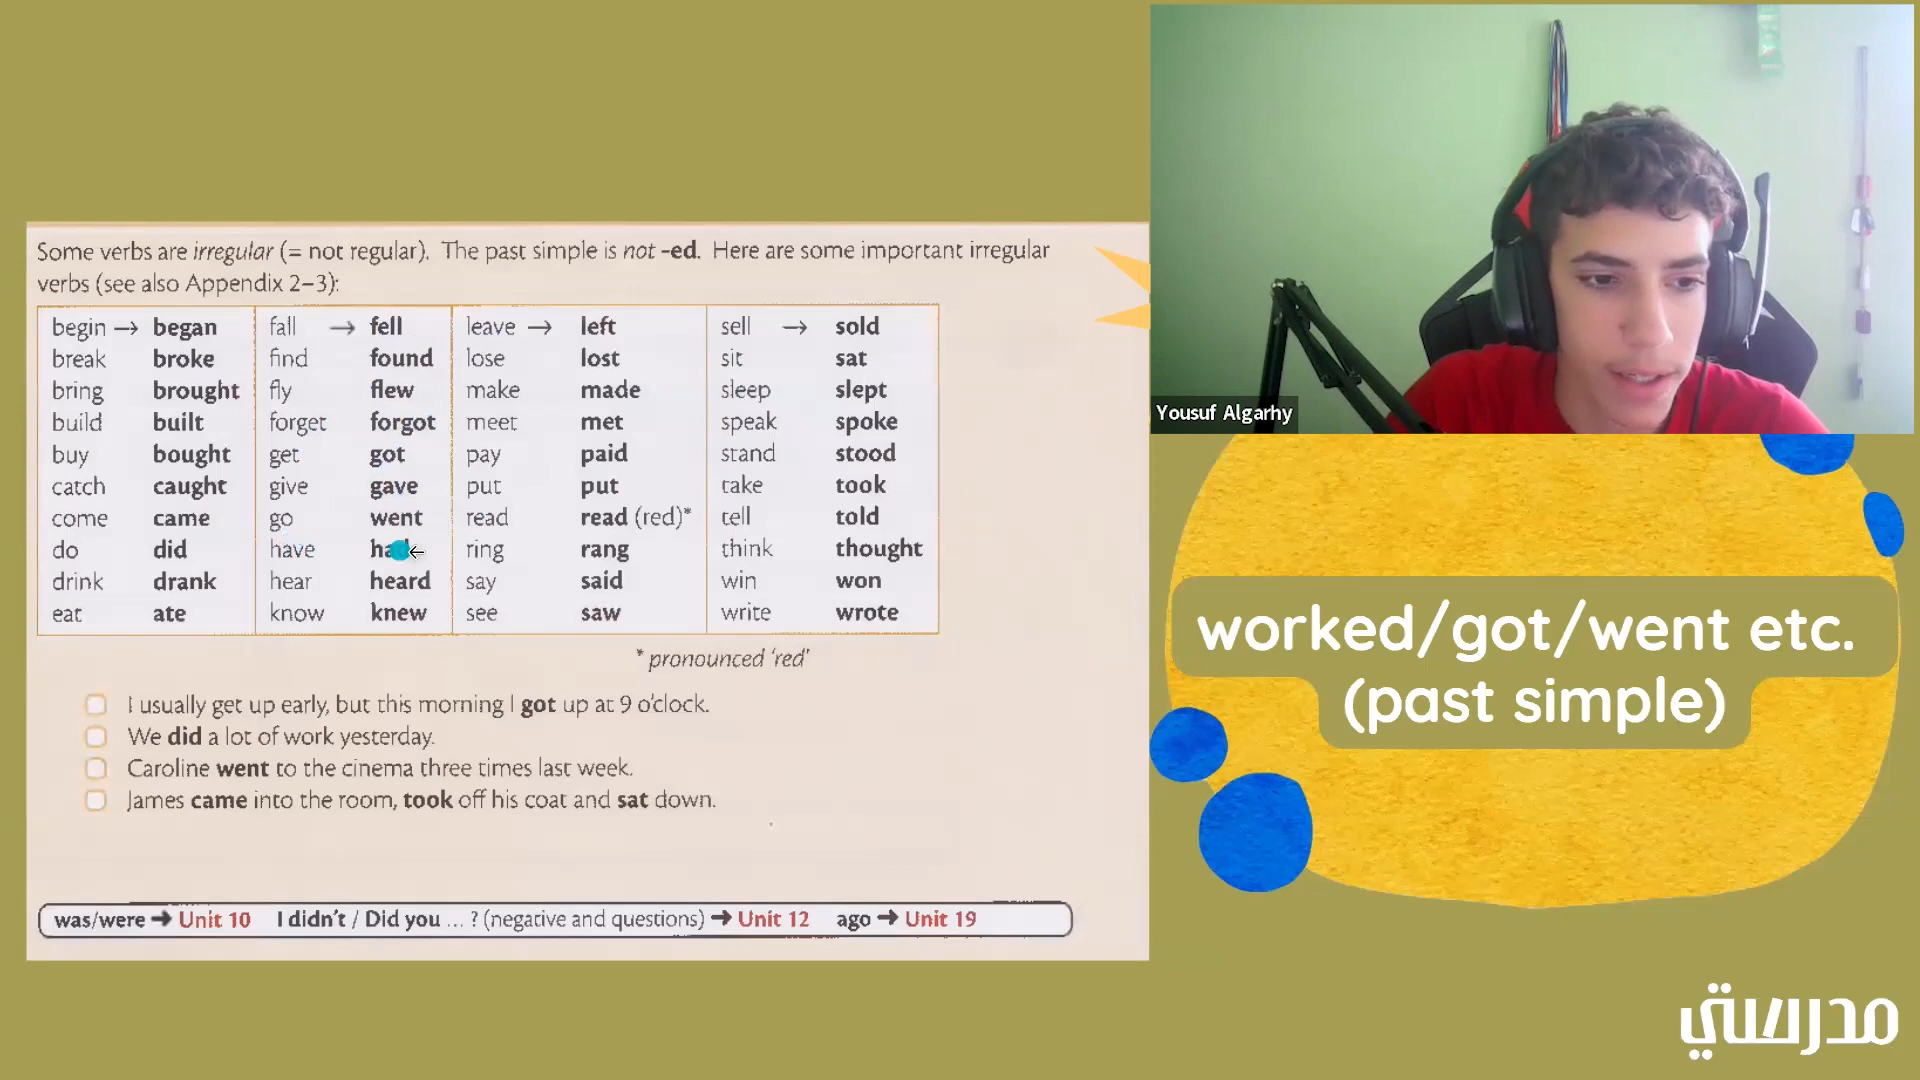 Some verbs are irregular (= not regular). The past simple is not -ed. Here are some important irregular
verbs (see also Appendix 2–3):
begin → began fall → fell leave → left sell → sold
break broke find found lose lost sit sat
bring brought fly flew make made sleep slept
build built forget forgot meet met speak spoke
buy bought get got pay paid stand stood
catch caught give gave put put take took
come came go went read read (red)* tell told
do did have had ring rang think thought
drink drank hear heard say said win won
eat ate know knew see saw write wrote
* pronounced 'red'
I usually get up early, but this morning I got up at 9 o'clock.
We did a lot of work yesterday.
Caroline went to the cinema three times last week.
James came into the room, took off his coat and sat down.
was/were → Unit 10 I didn't / Did you ... ? (negative and questions) → Unit 12 ago → Unit 19
Yousuf Algarhy
worked/got/went etc.
(past simple)
مدرستي